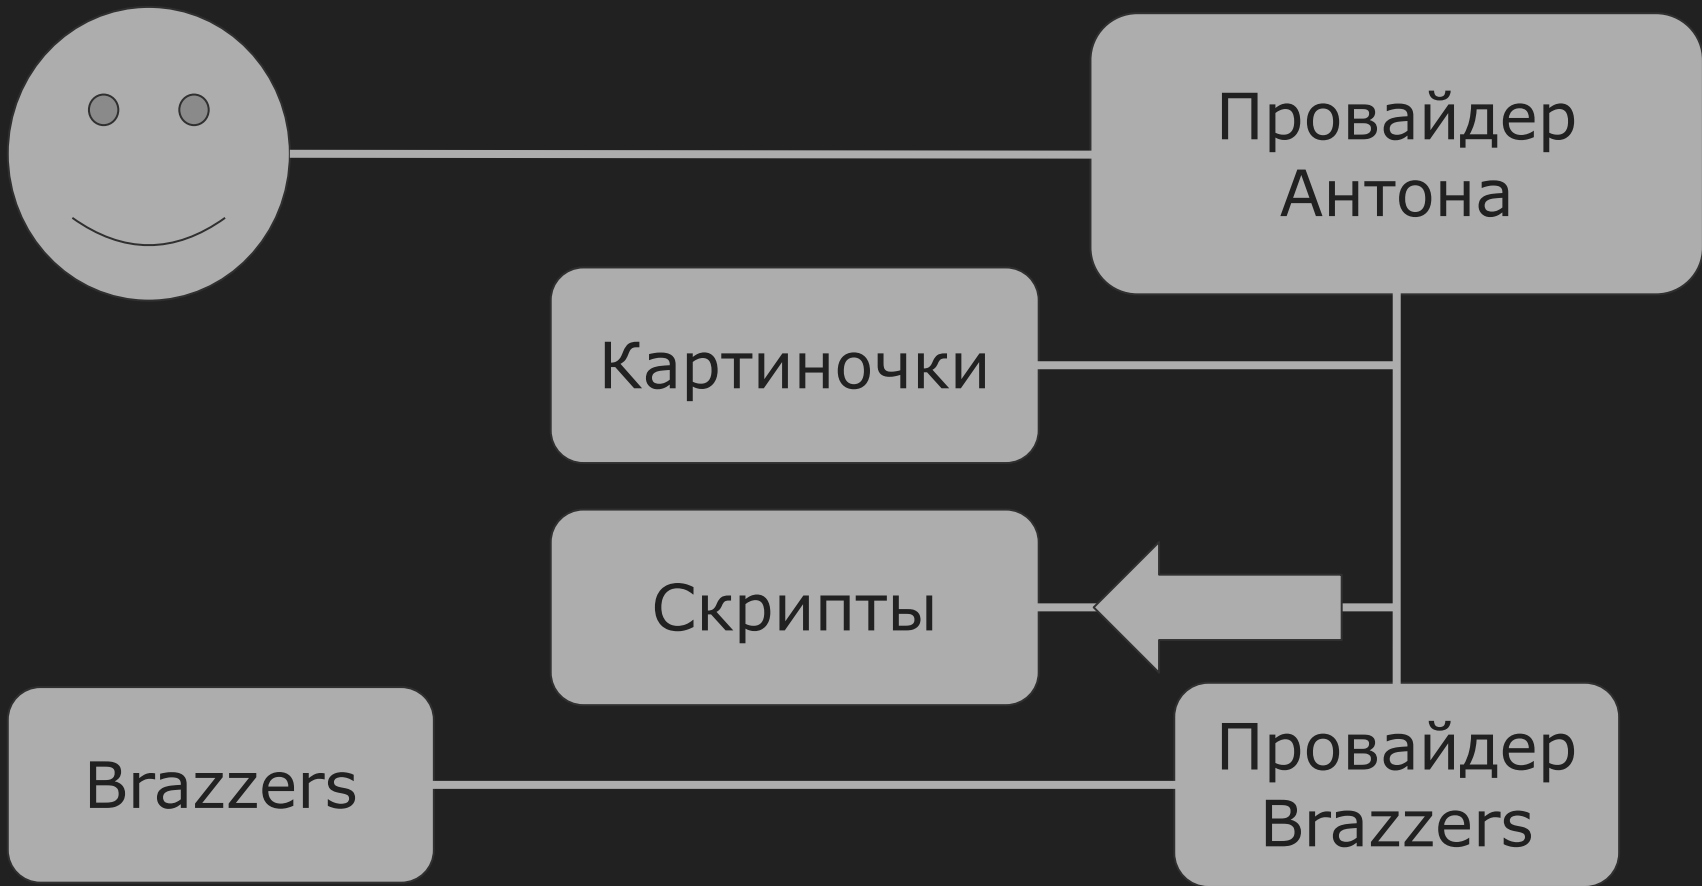 Провайдер
Антона
Картиночки
Скрипты
Brazzers
Провайдер
Brazzers